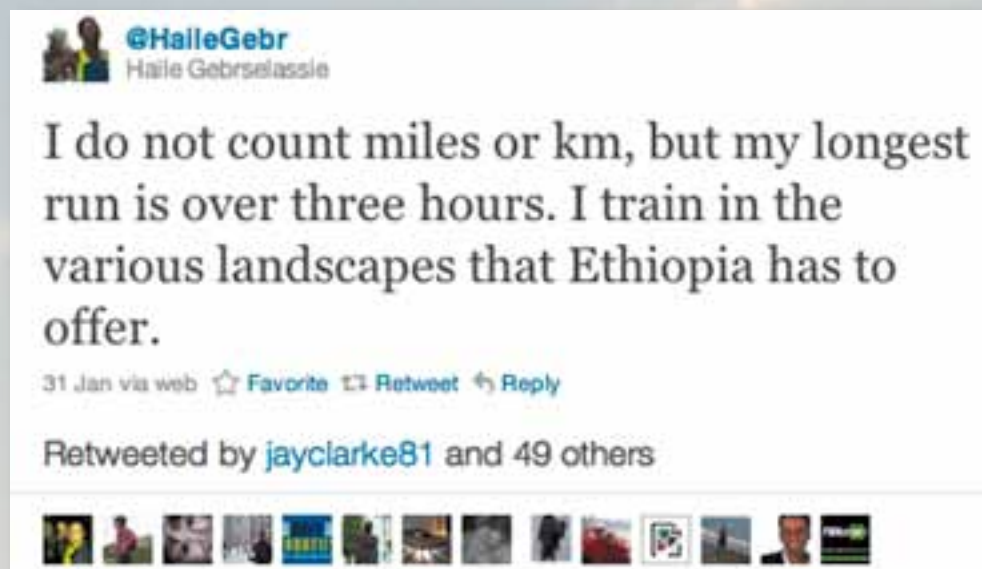 @HaileGebr
Haile Gebrselassie
I do not count miles or km, but my longest
run is over three hours. I train in the
various landscapes that Ethiopia has to
offer.
31 Jan via web Favorite Retweet Reply
Retweeted by jayclarke81 and 49 others